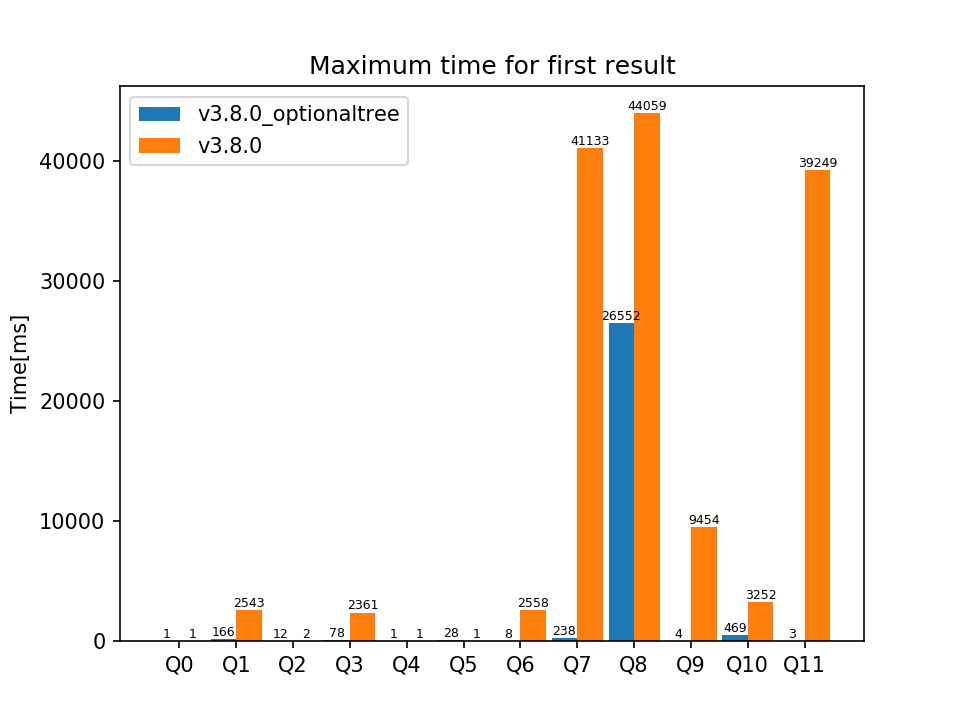 Maximum time for first result
v3.8.0_optionaltree
v3.8.0
Time[ms]
40000
30000
20000
10000
0
1 1 166 2543 12 2 78 2361 1 1 28 1 8 2558 238 41133 26552 44059 4 9454 469 3252 3 39249
Q0 Q1 Q2 Q3 Q4 Q5 Q6 Q7 Q8 Q9 Q10 Q11